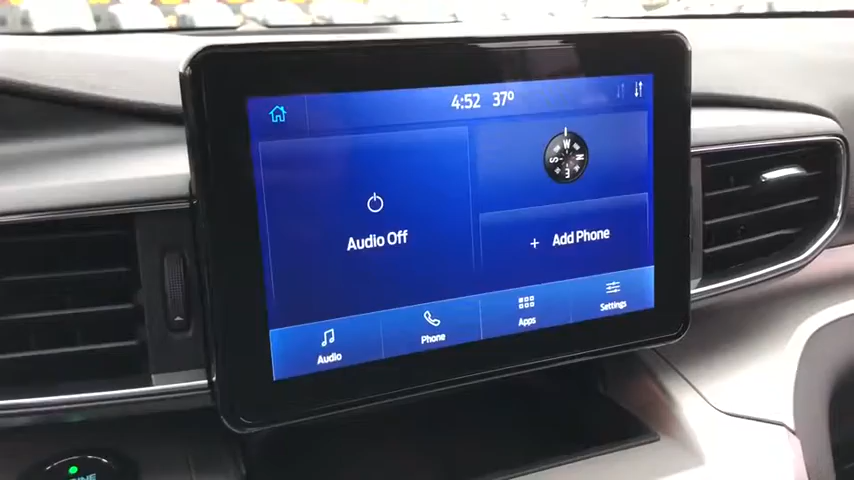 4:52 37°
W
S N
E
Audio Off
+ Add Phone
Audio Phone Apps Settings